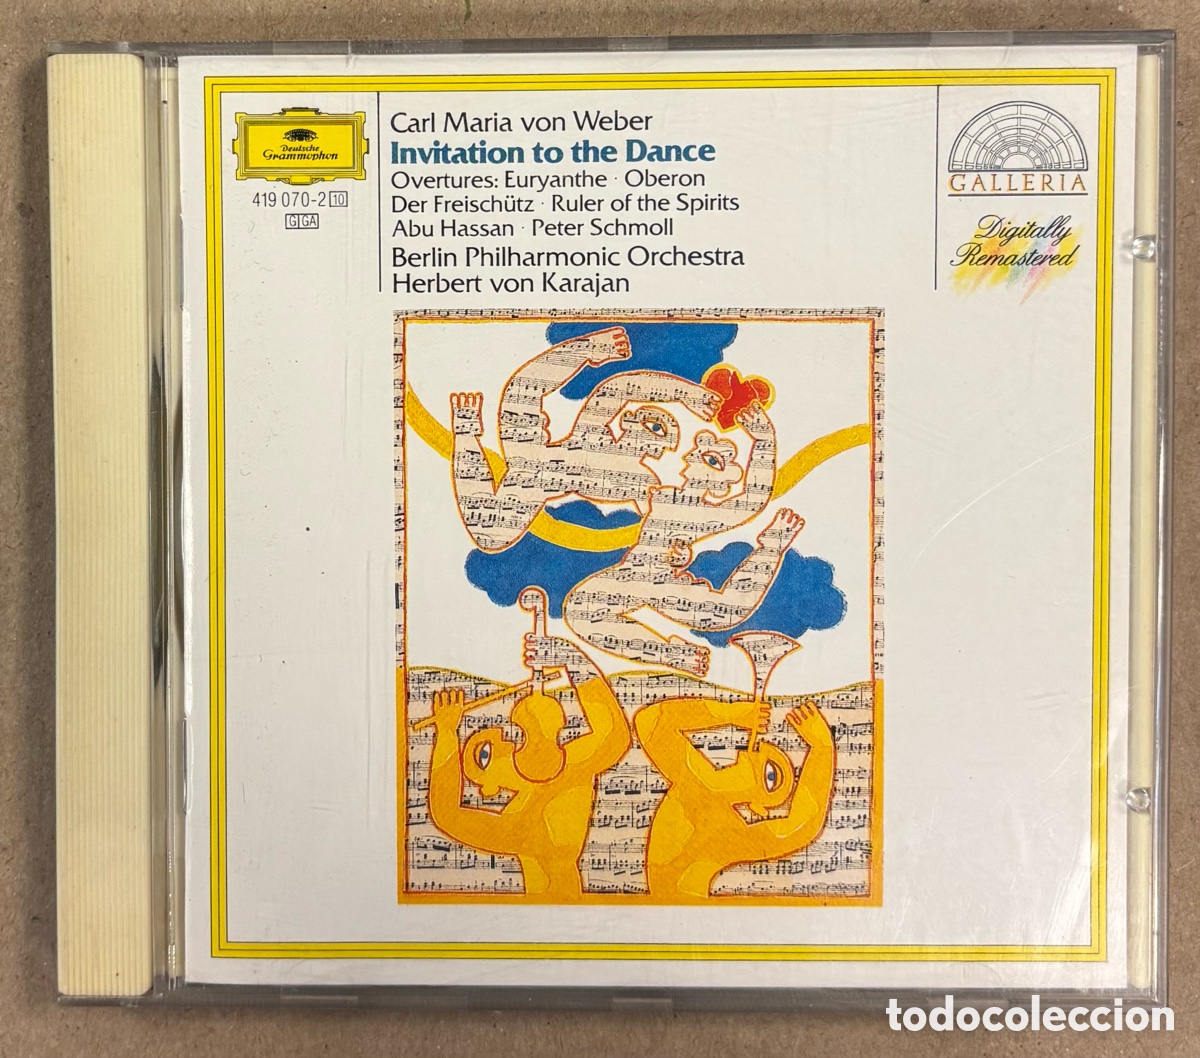 Deutsche
Grammophon
419 070-2 10
G GA
Carl Maria von Weber
Invitation to the Dance
Overtures: Euryanthe · Oberon
Der Freischütz · Ruler of the Spirits
Abu Hassan · Peter Schmoll
Berlin Philharmonic Orchestra
Herbert von Karajan
GALLERIA
Digitally
Remastered
todocoleccion